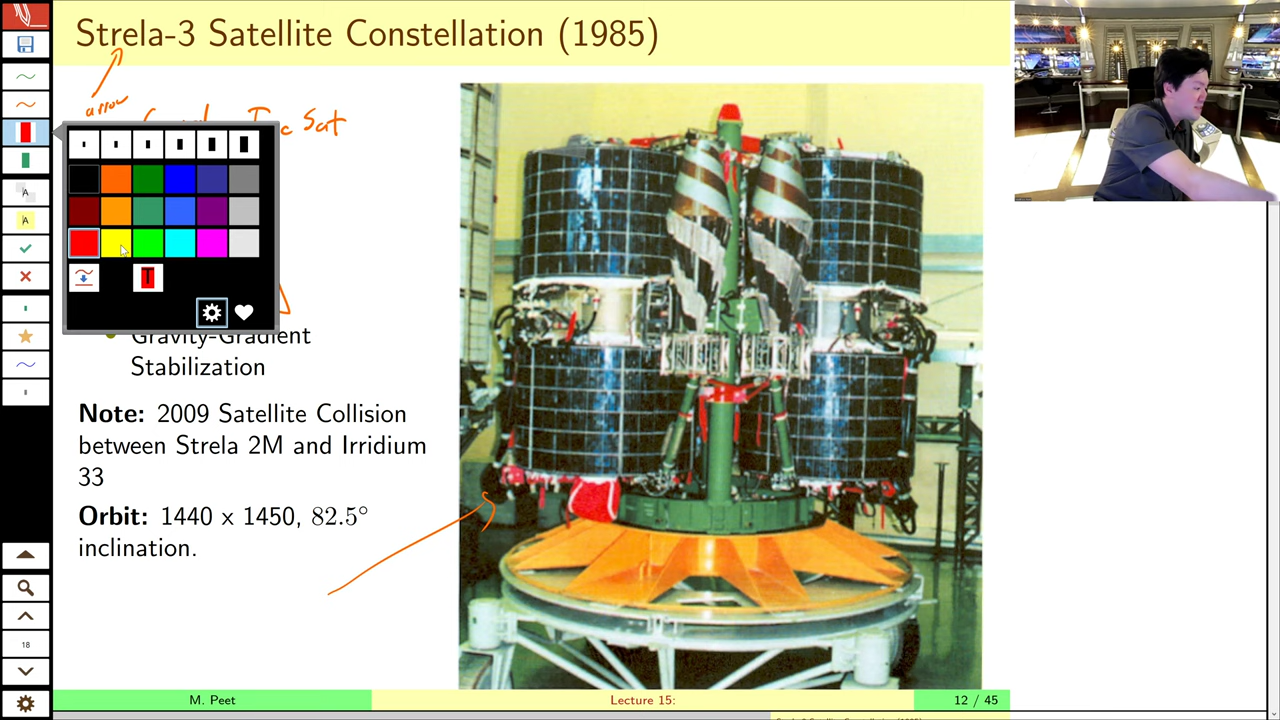 Strela-3 Satellite Constellation (1985)
arrow
Sat
Gravity-Gradient
Stabilization
Note: 2009 Satellite Collision
between Strela 2M and Irridium
33
Orbit: 1440 x 1450, 82.5°
inclination.
A
A
T
18
M. Peet
Lecture 15:
12 / 45